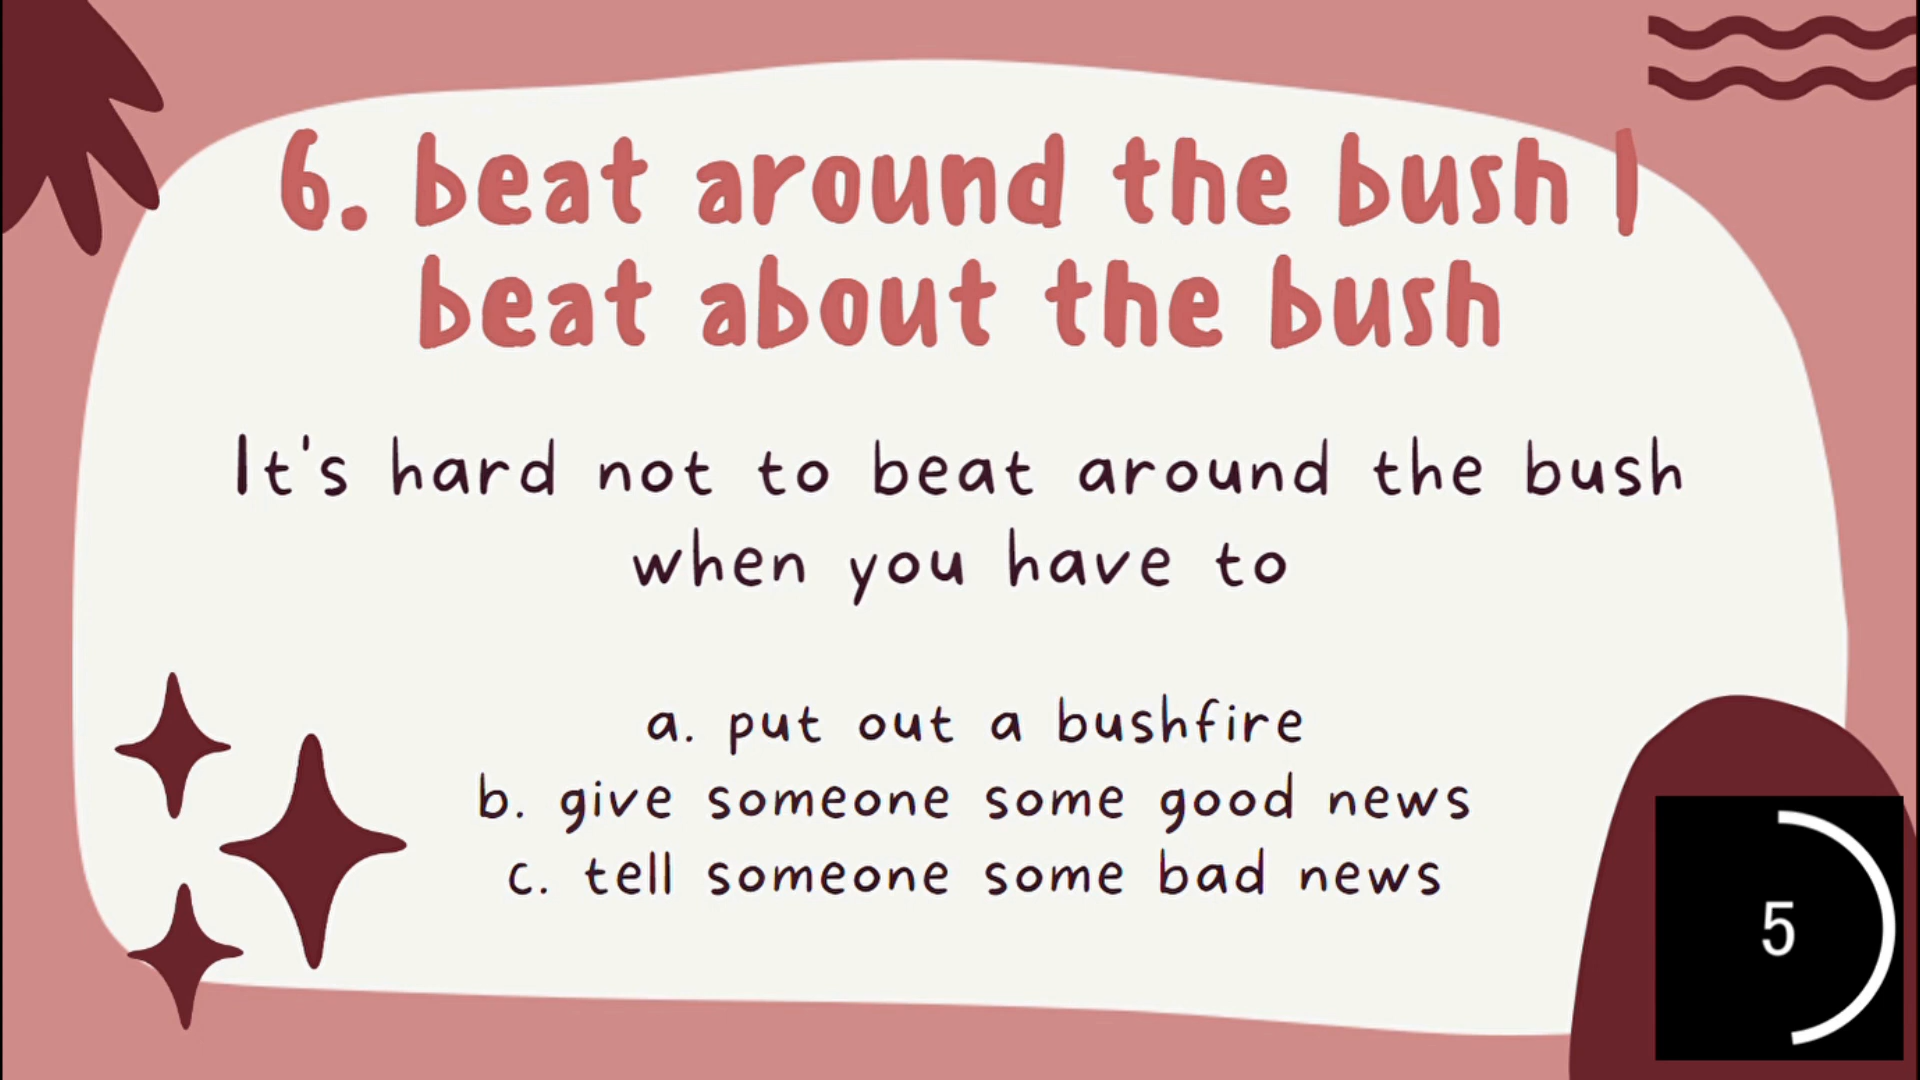 6. beat around the bush |
beat about the bush
It's hard not to beat around the bush
when you have to
a. put out a bushfire
b. give someone some good news
c. tell someone some bad news
5